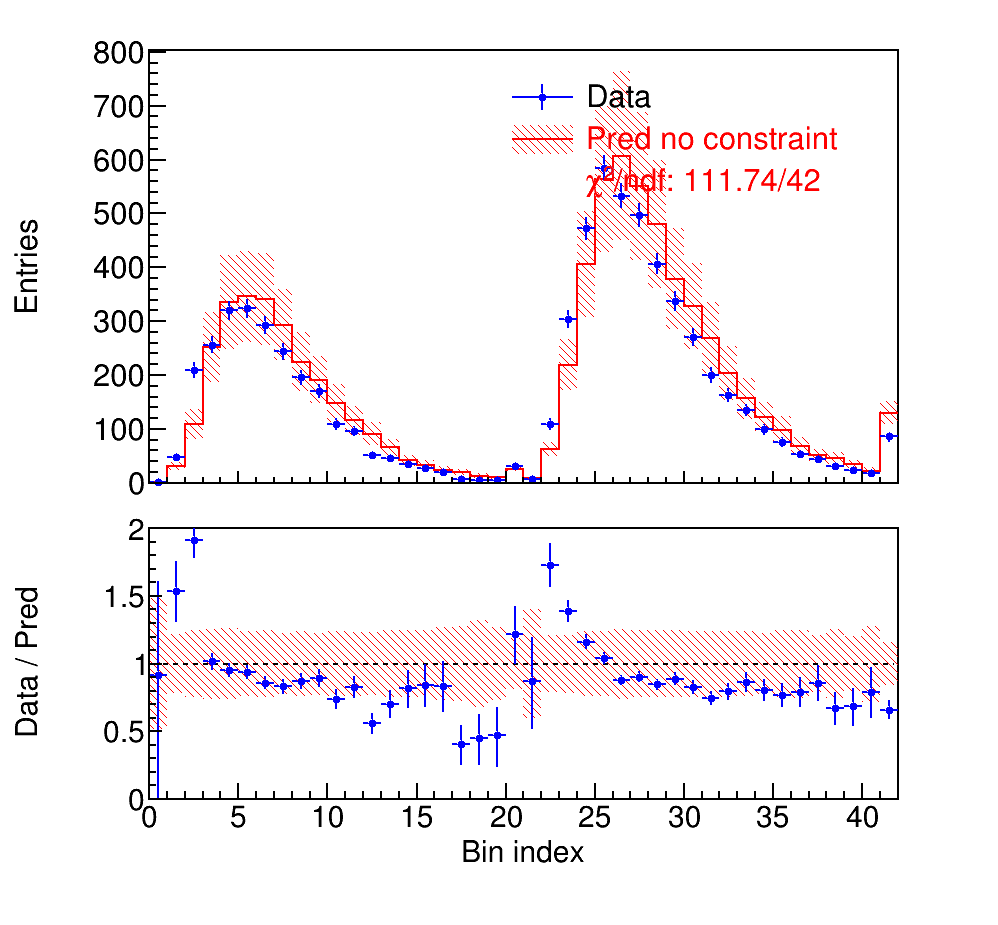 800
700
600
500
400
300
200
100
0
Entries
Data
Pred no constraint
χ²/ndf: 111.74/42
2
1.5
1
0.5
0
Data / Pred
0 5 10 15 20 25 30 35 40
Bin index